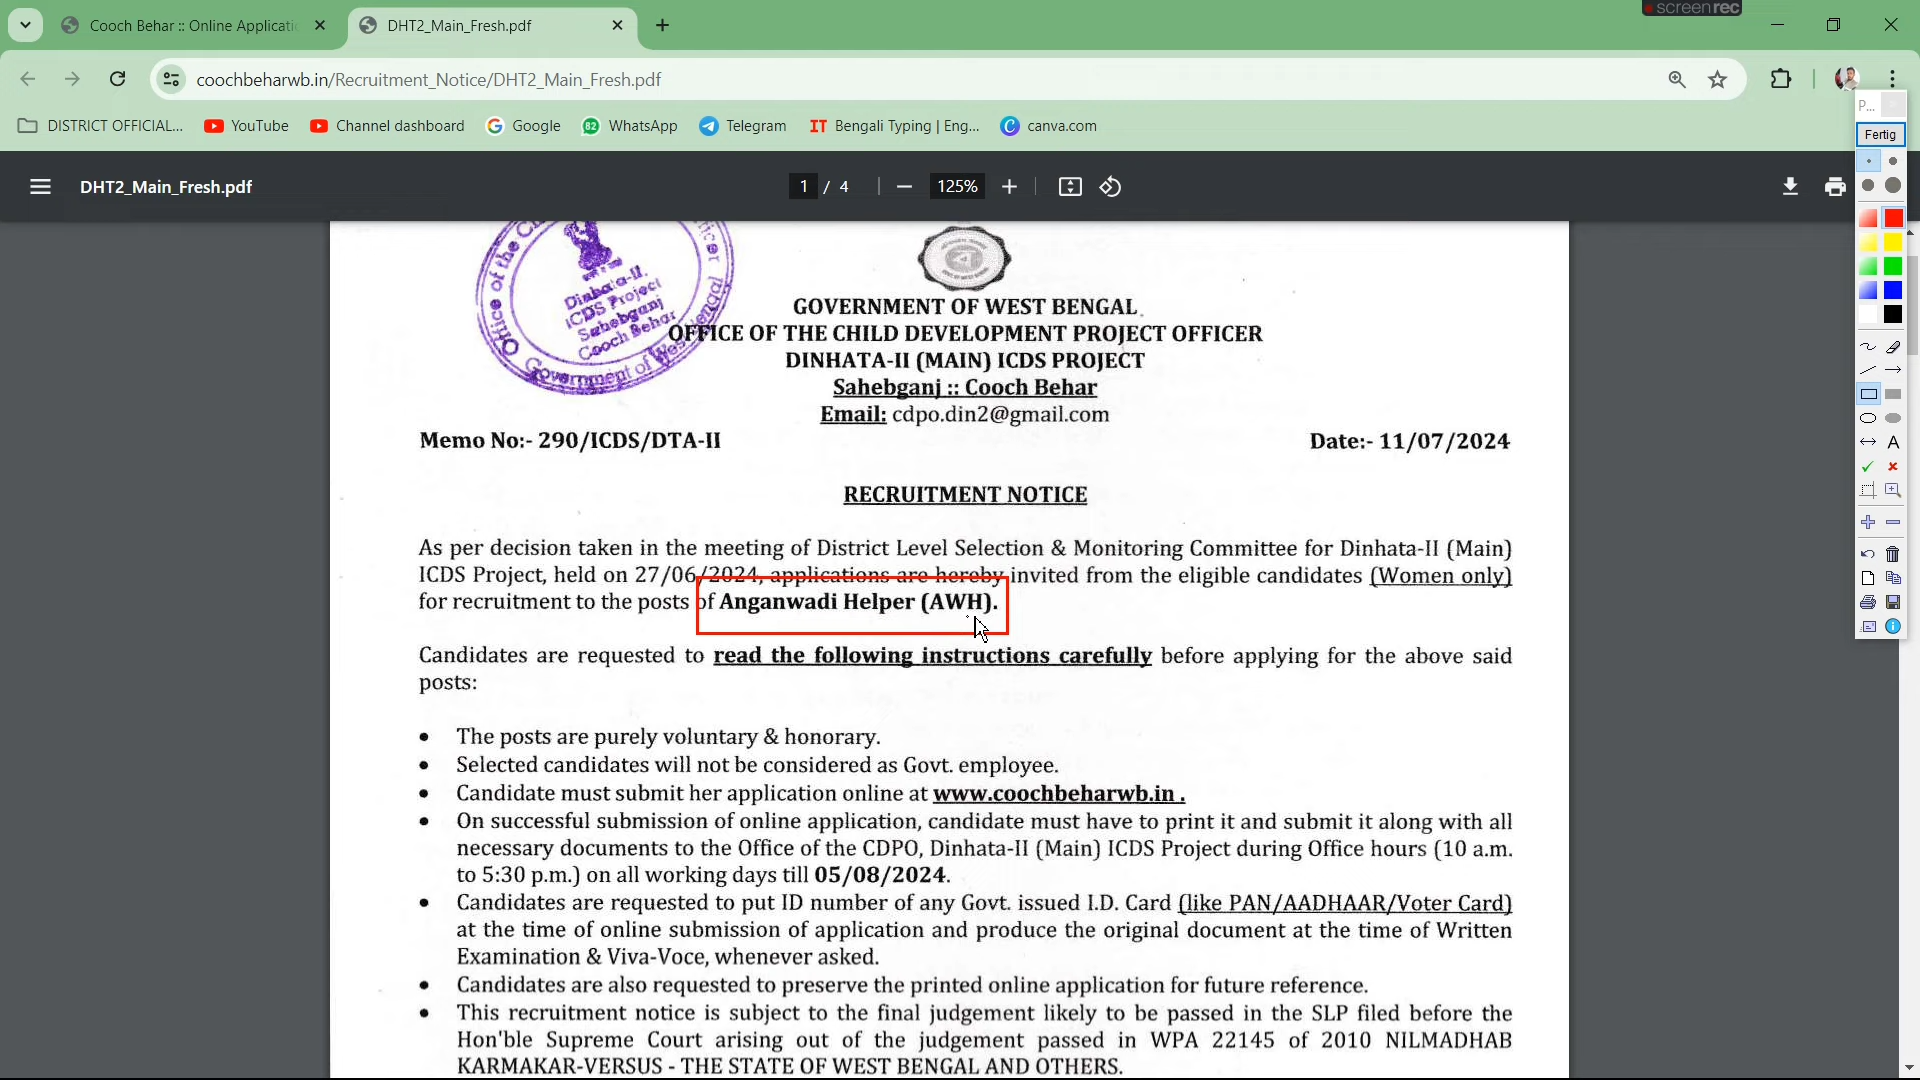 screenrec
Cooch Behar :: Online Applicatic
DHT2_Main_Fresh.pdf
coochbeharwb.in/Recruitment_Notice/DHT2_Main_Fresh.pdf
P...
DISTRICT OFFICIAL...
YouTube
Channel dashboard
Google
82
WhatsApp
Telegram
IT
Bengali Typing | Eng...
canva.com
Fertig
DHT2_Main_Fresh.pdf
1 / 4
125%
Dinhata-II.
ICDS Project
Sahebganj
Cooch Behar
Government of West Bengal
GOVERNMENT OF WEST BENGAL
OFFICE OF THE CHILD DEVELOPMENT PROJECT OFFICER
DINHATA-II (MAIN) ICDS PROJECT
Sahebganj :: Cooch Behar
Email: cdpo.din2@gmail.com
Memo No:- 290/ICDS/DTA-II
Date:- 11/07/2024
RECRUITMENT NOTICE
As per decision taken in the meeting of District Level Selection & Monitoring Committee for Dinhata-II (Main)
ICDS Project, held on 27/06/2024, applications are hereby invited from the eligible candidates (Women only)
for recruitment to the posts of Anganwadi Helper (AWH).
Candidates are requested to read the following instructions carefully before applying for the above said
posts:
• The posts are purely voluntary & honorary.
• Selected candidates will not be considered as Govt. employee.
• Candidate must submit her application online at www.coochbeharwb.in .
• On successful submission of online application, candidate must have to print it and submit it along with all
necessary documents to the Office of the CDPO, Dinhata-II (Main) ICDS Project during Office hours (10 a.m.
to 5:30 p.m.) on all working days till 05/08/2024.
• Candidates are requested to put ID number of any Govt. issued I.D. Card (like PAN/AADHAAR/Voter Card)
at the time of online submission of application and produce the original document at the time of Written
Examination & Viva-Voce, whenever asked.
• Candidates are also requested to preserve the printed online application for future reference.
• This recruitment notice is subject to the final judgement likely to be passed in the SLP filed before the
Hon'ble Supreme Court arising out of the judgement passed in WPA 22145 of 2010 NILMADHAB
KARMAKAR-VERSUS - THE STATE OF WEST BENGAL AND OTHERS.